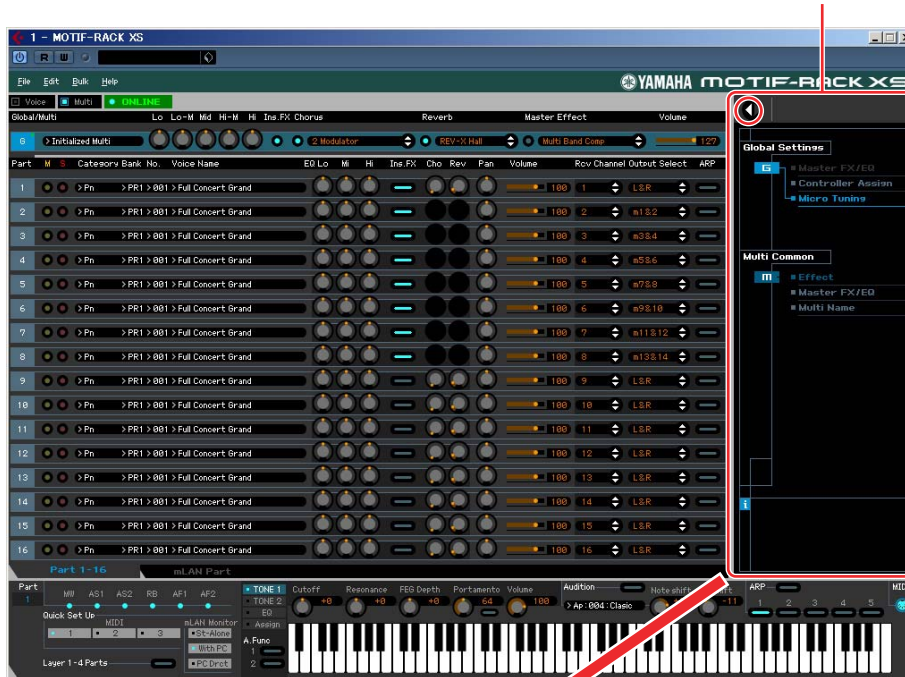 1 - MOTIF-RACK XS
R W
File Edit Bulk Help
YAMAHA MOTIF-RACK XS
Voice Multi ONLINE
Global/Multi Lo Lo-M Mid Hi-M Hi Ins.FX Chorus Reverb Master Effect Volume
G > Initialized Multi 2 Modulator REV-X Hall Multi Band Comp 127
Part M S Category Bank No. Voice Name EQ Lo Mi Hi Ins.FX Cho Rev Pan Volume Rcv Channel Output Select ARP
1 > Pn > PR1 > 001 > Full Concert Grand 100 1 L&R
2 > Pn > PR1 > 001 > Full Concert Grand 100 2 m1&2
3 > Pn > PR1 > 001 > Full Concert Grand 100 3 m3&4
4 > Pn > PR1 > 001 > Full Concert Grand 100 4 m5&6
5 > Pn > PR1 > 001 > Full Concert Grand 100 5 m7&8
6 > Pn > PR1 > 001 > Full Concert Grand 100 6 m9&10
7 > Pn > PR1 > 001 > Full Concert Grand 100 7 m11&12
8 > Pn > PR1 > 001 > Full Concert Grand 100 8 m13&14
9 > Pn > PR1 > 001 > Full Concert Grand 100 9 L&R
10 > Pn > PR1 > 001 > Full Concert Grand 100 10 L&R
11 > Pn > PR1 > 001 > Full Concert Grand 100 11 L&R
12 > Pn > PR1 > 001 > Full Concert Grand 100 12 L&R
13 > Pn > PR1 > 001 > Full Concert Grand 100 13 L&R
14 > Pn > PR1 > 001 > Full Concert Grand 100 14 L&R
15 > Pn > PR1 > 001 > Full Concert Grand 100 15 L&R
16 > Pn > PR1 > 001 > Full Concert Grand 100 16 L&R
Part 1-16 mLAN Part
Global Settings
G Master FX/EQ
Controller Assign
Micro Tuning
Multi Common
m Effect
Master FX/EQ
Multi Name
i
Part MW AS1 AS2 RB AF1 AF2 TONE 1 Cutoff Resonance FEG Depth Portamento Volume Audition Note shift ARP MIDI
1 TONE 2 +0 +0 +0 64 100 > Ap:004:Clasic -11 1 2 3 4 5
Quick Set Up EQ
MIDI mLAN Monitor Assign
1 2 3 St-Alone A.Func
With PC 1
Layer 1-4 Parts PC Drct 2